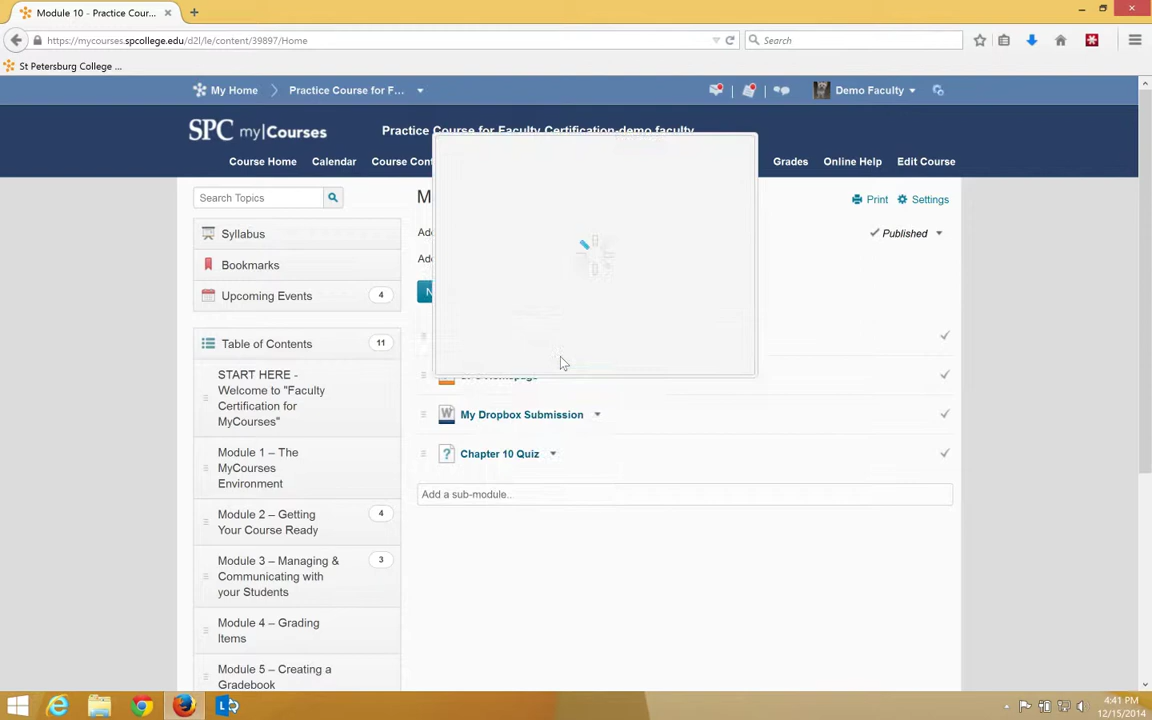 Module 10 - Practice Cour...
https://mycourses.spcollege.edu/d2l/le/content/39897/Home
Search
St Petersburg College ...
My Home
Practice Course for F...
Demo Faculty
SPC my|Courses
Practice Course for Faculty Certification-demo faculty
Course Home
Calendar
Course Con
Grades
Online Help
Edit Course
Search Topics
M
Print
Settings
Syllabus
Ad
Published
Bookmarks
Ad
Upcoming Events
4
N
Table of Contents
11
START HERE -
Welcome to "Faculty
Certification for
MyCourses"
My Dropbox Submission
Chapter 10 Quiz
Module 1 – The
MyCourses
Environment
Add a sub-module..
Module 2 – Getting
Your Course Ready
4
Module 3 – Managing &
Communicating with
your Students
3
Module 4 – Grading
Items
Module 5 – Creating a
Gradebook
4:41 PM
12/15/2014